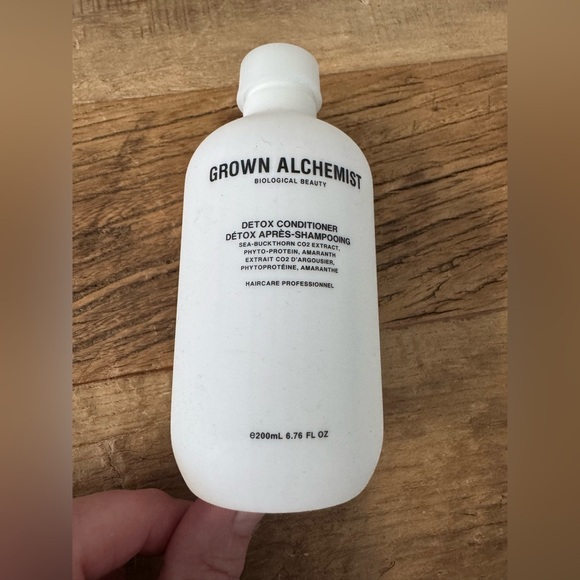 GROWN ALCHEMIST
BIOLOGICAL BEAUTY
DETOX CONDITIONER
DÉTOX APRÈS-SHAMPOOING
SEA-BUCKTHORN CO2 EXTRACT,
PHYTO-PROTEIN, AMARANTH
EXTRAIT CO2 D'ARGOUSIER,
PHYTOPROTÉINE, AMARANTHE
HAIRCARE PROFESSIONNEL
℮200mL 6.76 FL OZ